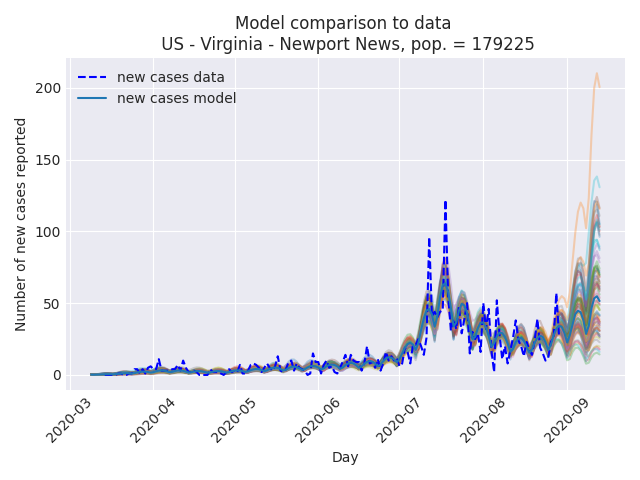 Model comparison to data
US - Virginia - Newport News, pop. = 179225
new cases data
new cases model
Number of new cases reported
200
150
100
50
0
2020-03
2020-04
2020-05
2020-06
2020-07
2020-08
2020-09
Day